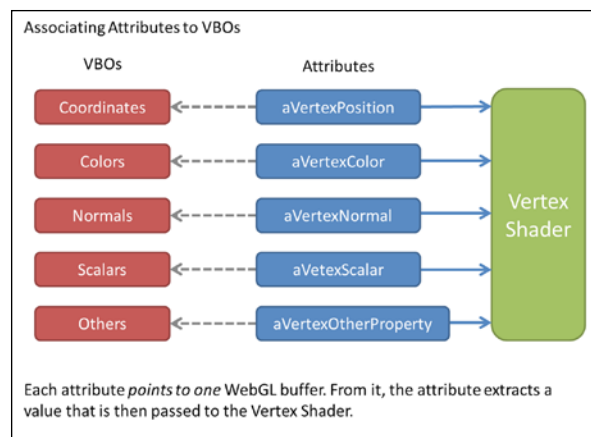 Associating Attributes to VBOs
VBOs Attributes
Coordinates aVertexPosition
Colors aVertexColor
Normals aVertexNormal
Vertex
Shader
Scalars aVetexScalar
Others aVertexOtherProperty
Each attribute points to one WebGL buffer. From it, the attribute extracts a
value that is then passed to the Vertex Shader.